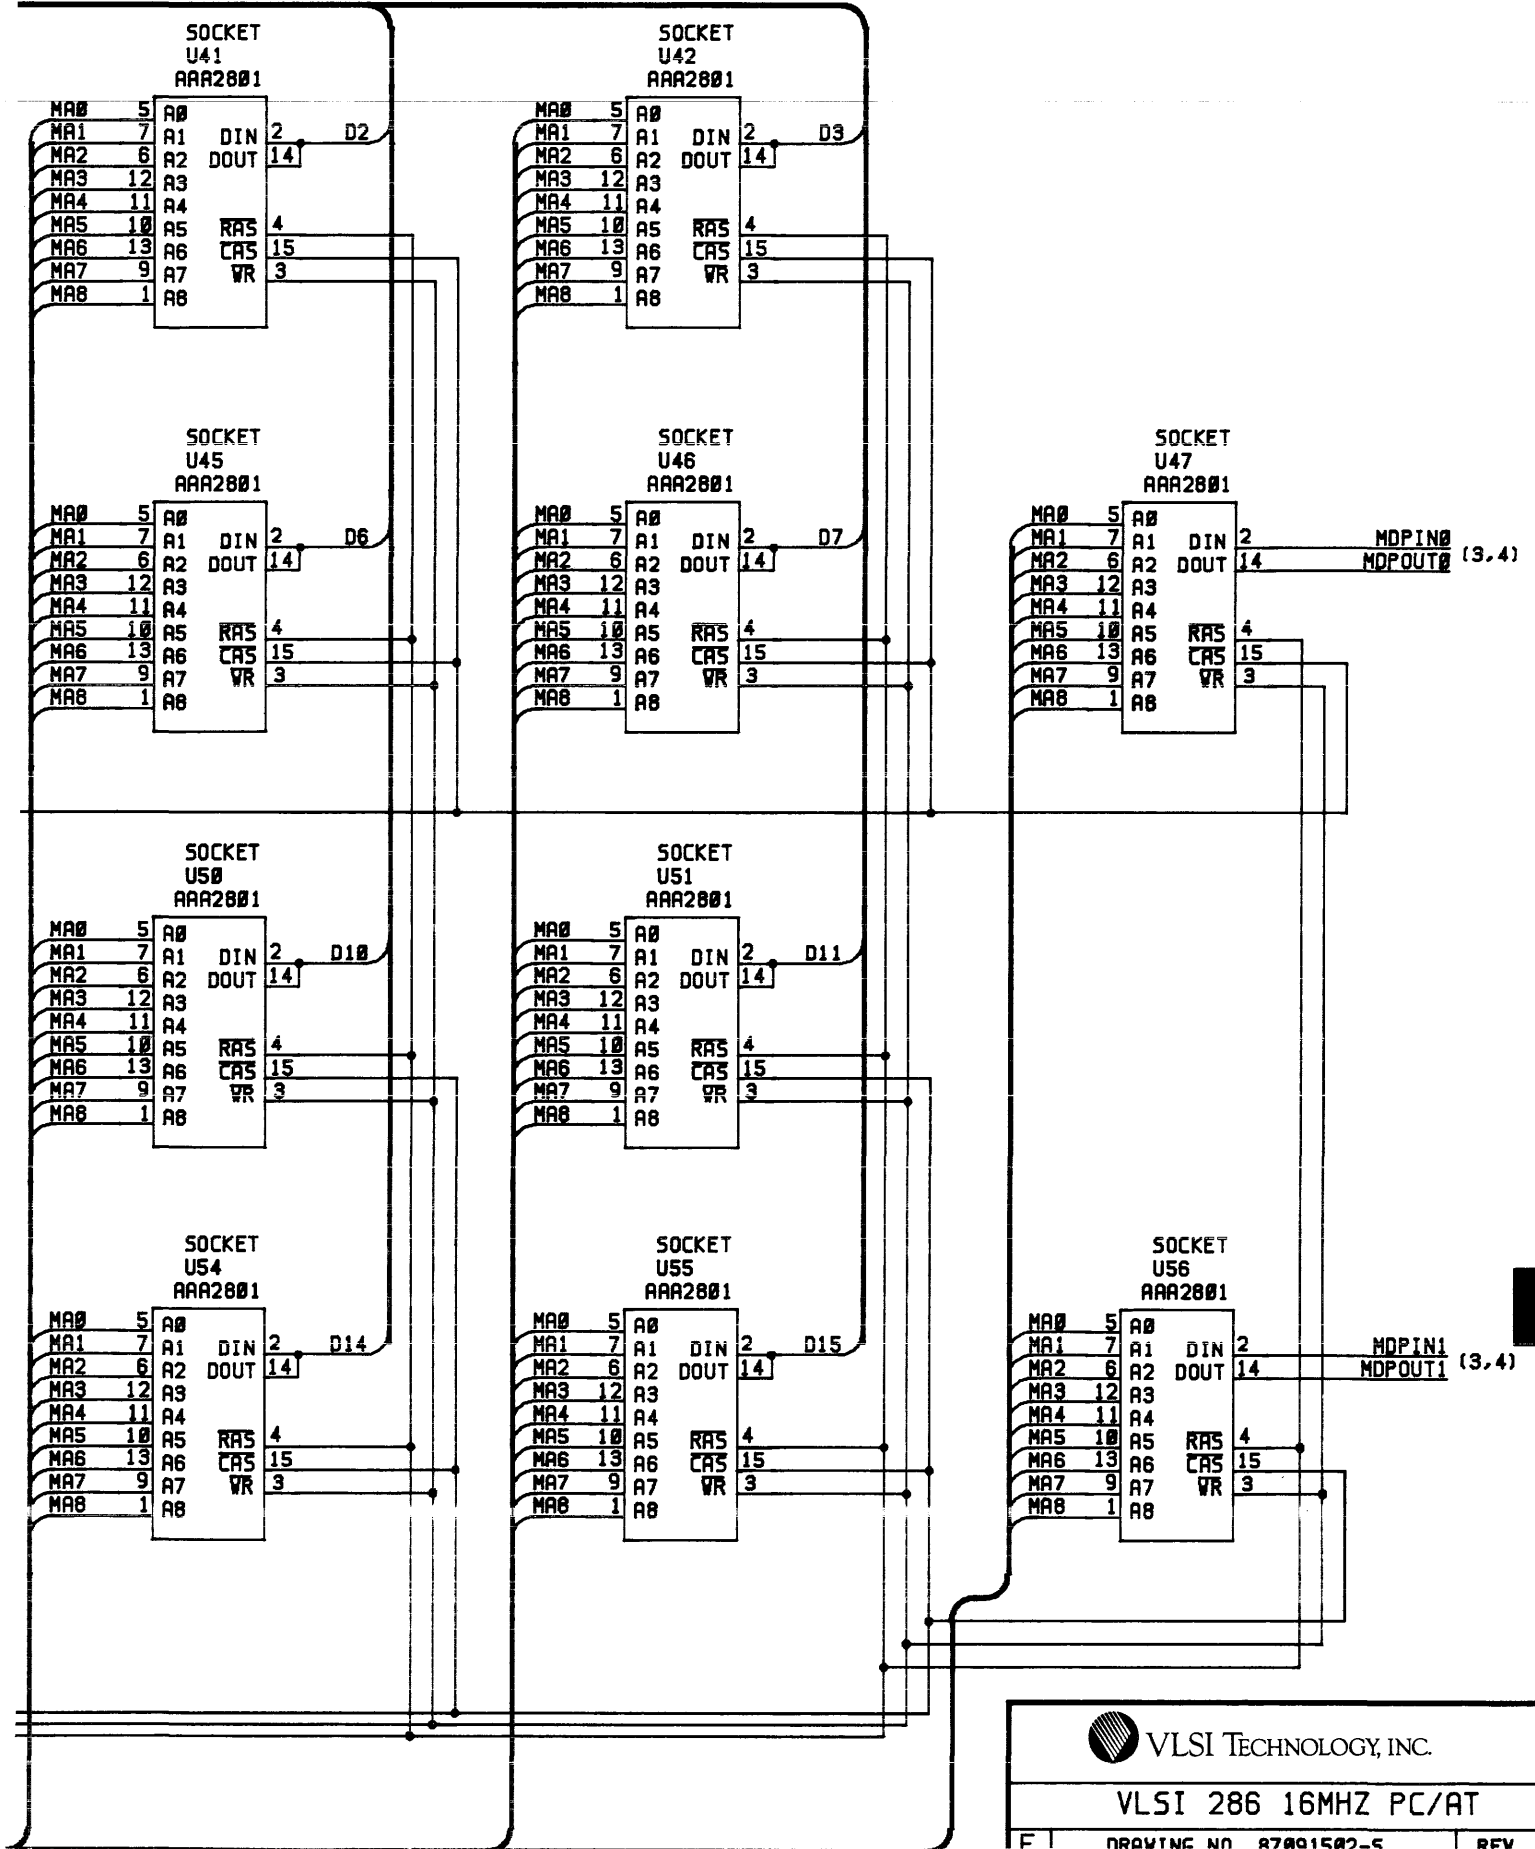 SOCKET
U41
AAA2801
MA0 5 A0
MA1 7 A1 DIN 2 D2
MA2 6 A2 DOUT 14
MA3 12 A3
MA4 11 A4
MA5 10 A5 RAS 4
MA6 13 A6 CAS 15
MA7 9 A7 WR 3
MA8 1 A8
SOCKET
U42
AAA2801
MA0 5 A0
MA1 7 A1 DIN 2 D3
MA2 6 A2 DOUT 14
MA3 12 A3
MA4 11 A4
MA5 10 A5 RAS 4
MA6 13 A6 CAS 15
MA7 9 A7 WR 3
MA8 1 A8
SOCKET
U45
AAA2801
MA0 5 A0
MA1 7 A1 DIN 2 D6
MA2 6 A2 DOUT 14
MA3 12 A3
MA4 11 A4
MA5 10 A5 RAS 4
MA6 13 A6 CAS 15
MA7 9 A7 WR 3
MA8 1 A8
SOCKET
U46
AAA2801
MA0 5 A0
MA1 7 A1 DIN 2 D7
MA2 6 A2 DOUT 14
MA3 12 A3
MA4 11 A4
MA5 10 A5 RAS 4
MA6 13 A6 CAS 15
MA7 9 A7 WR 3
MA8 1 A8
SOCKET
U47
AAA2801
MA0 5 A0
MA1 7 A1 DIN 2 MDPIN0
MA2 6 A2 DOUT 14 MDPOUT0 (3,4)
MA3 12 A3
MA4 11 A4
MA5 10 A5 RAS 4
MA6 13 A6 CAS 15
MA7 9 A7 WR 3
MA8 1 A8
SOCKET
U50
AAA2801
MA0 5 A0
MA1 7 A1 DIN 2 D10
MA2 6 A2 DOUT 14
MA3 12 A3
MA4 11 A4
MA5 10 A5 RAS 4
MA6 13 A6 CAS 15
MA7 9 A7 WR 3
MA8 1 A8
SOCKET
U51
AAA2801
MA0 5 A0
MA1 7 A1 DIN 2 D11
MA2 6 A2 DOUT 14
MA3 12 A3
MA4 11 A4
MA5 10 A5 RAS 4
MA6 13 A6 CAS 15
MA7 9 A7 WR 3
MA8 1 A8
SOCKET
U54
AAA2801
MA0 5 A0
MA1 7 A1 DIN 2 D14
MA2 6 A2 DOUT 14
MA3 12 A3
MA4 11 A4
MA5 10 A5 RAS 4
MA6 13 A6 CAS 15
MA7 9 A7 WR 3
MA8 1 A8
SOCKET
U55
AAA2801
MA0 5 A0
MA1 7 A1 DIN 2 D15
MA2 6 A2 DOUT 14
MA3 12 A3
MA4 11 A4
MA5 10 A5 RAS 4
MA6 13 A6 CAS 15
MA7 9 A7 WR 3
MA8 1 A8
SOCKET
U56
AAA2801
MA0 5 A0
MA1 7 A1 DIN 2 MDPIN1
MA2 6 A2 DOUT 14 MDPOUT1 (3,4)
MA3 12 A3
MA4 11 A4
MA5 10 A5 RAS 4
MA6 13 A6 CAS 15
MA7 9 A7 WR 3
MA8 1 A8
VLSI TECHNOLOGY, INC.
VLSI 286 16MHZ PC/AT
DRAWING NO. 87091502-S REV